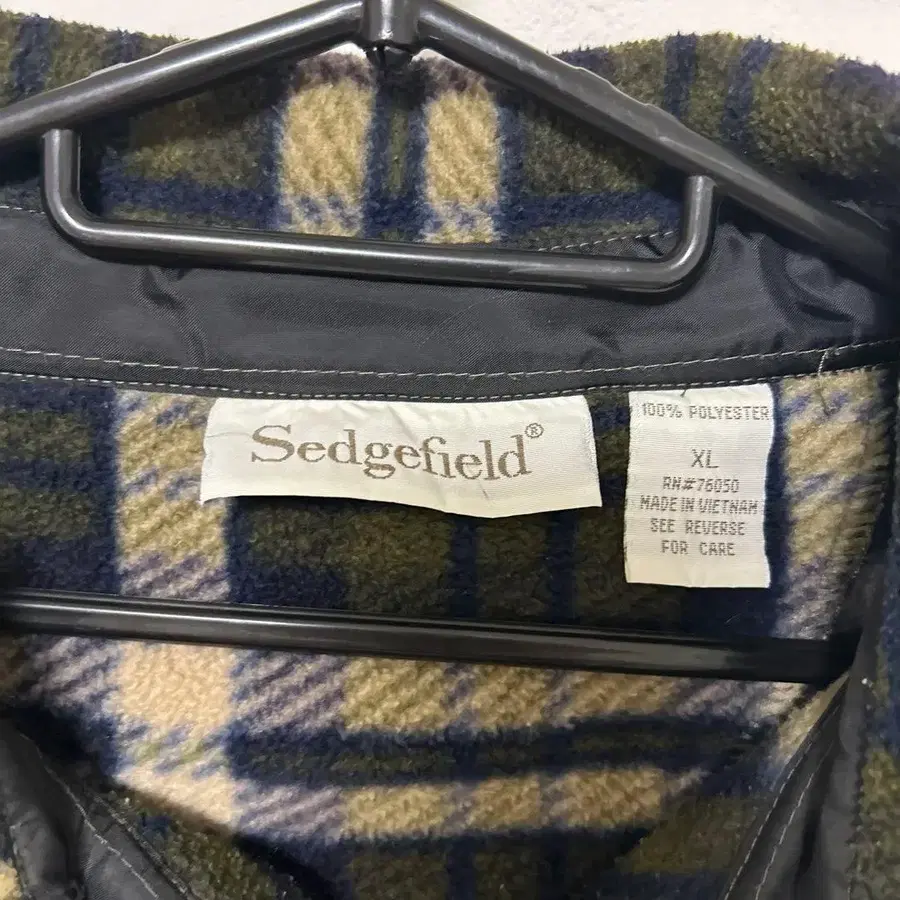 Sedgefield®
100% POLYESTER
XL
RN#76050
MADE IN VIETNAM
SEE REVERSE
FOR CARE